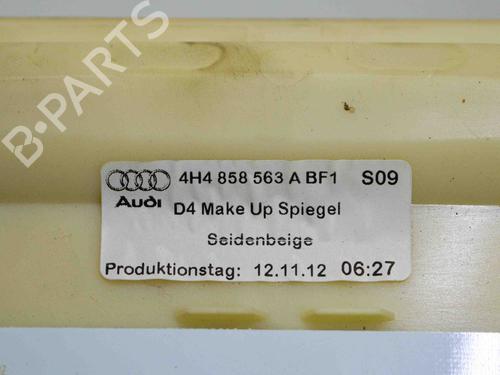 B-PARTS
4H4 858 563 A BF1 S09
Audi
D4 Make Up Spiegel
Seidenbeige
Produktionstag: 12.11.12 06:27